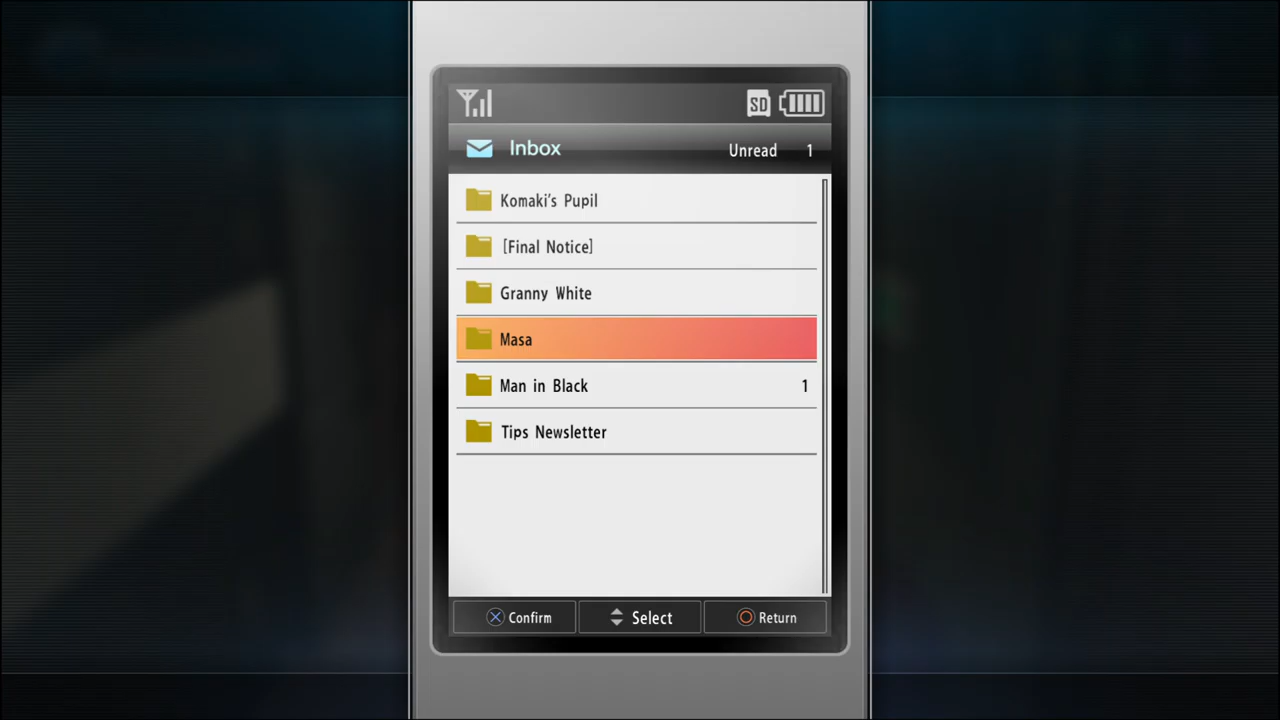 SD
Inbox Unread 1
Komaki's Pupil
[Final Notice]
Granny White
Masa
Man in Black 1
Tips Newsletter
Confirm Select Return